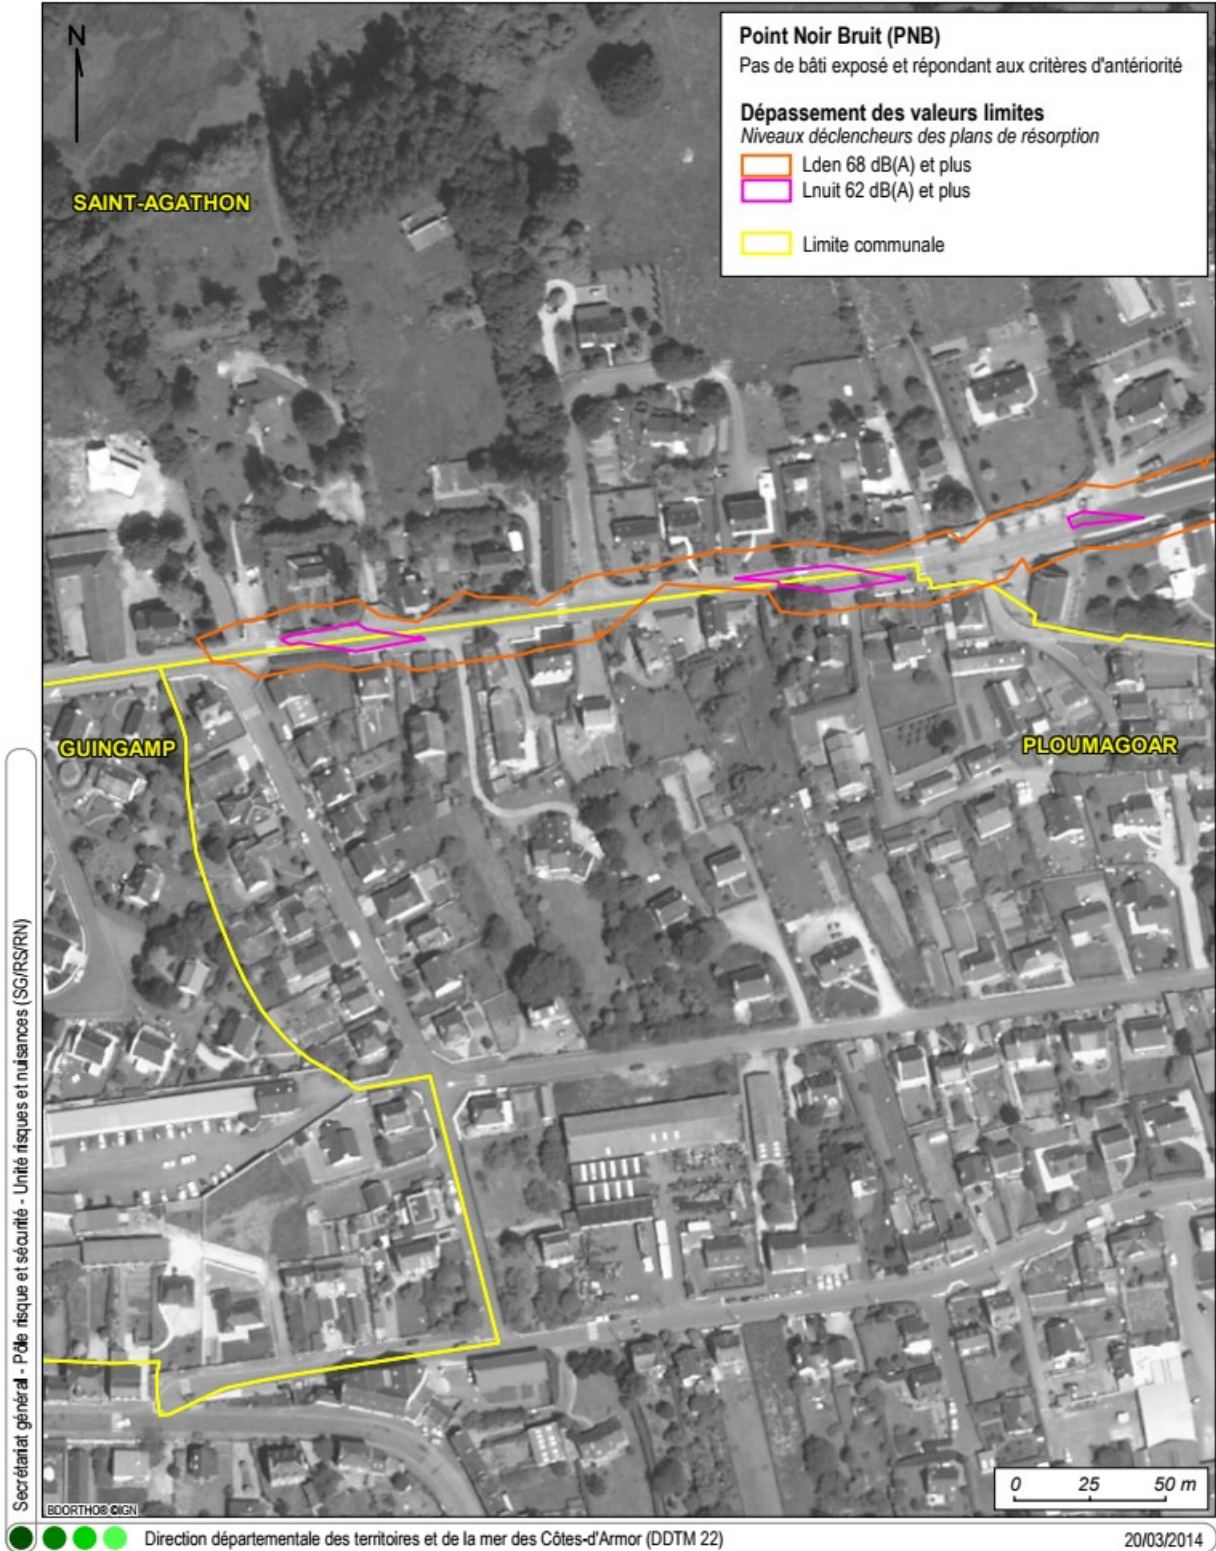 N
Point Noir Bruit (PNB)
Pas de bâti exposé et répondant aux critères d'antériorité
Dépassement des valeurs limites
Niveaux déclencheurs des plans de résorption
Lden 68 dB(A) et plus
Lnuit 62 dB(A) et plus
Limite communale
SAINT-AGATHON
GUINGAMP
PLOUMAGOAR
Secrétariat général - Pôle risque et sécurité - Unité risques et nuisances (SG/RS/RN)
0 25 50 m
BDORTHO® ©IGN
Direction départementale des territoires et de la mer des Côtes-d'Armor (DDTM 22)
20/03/2014